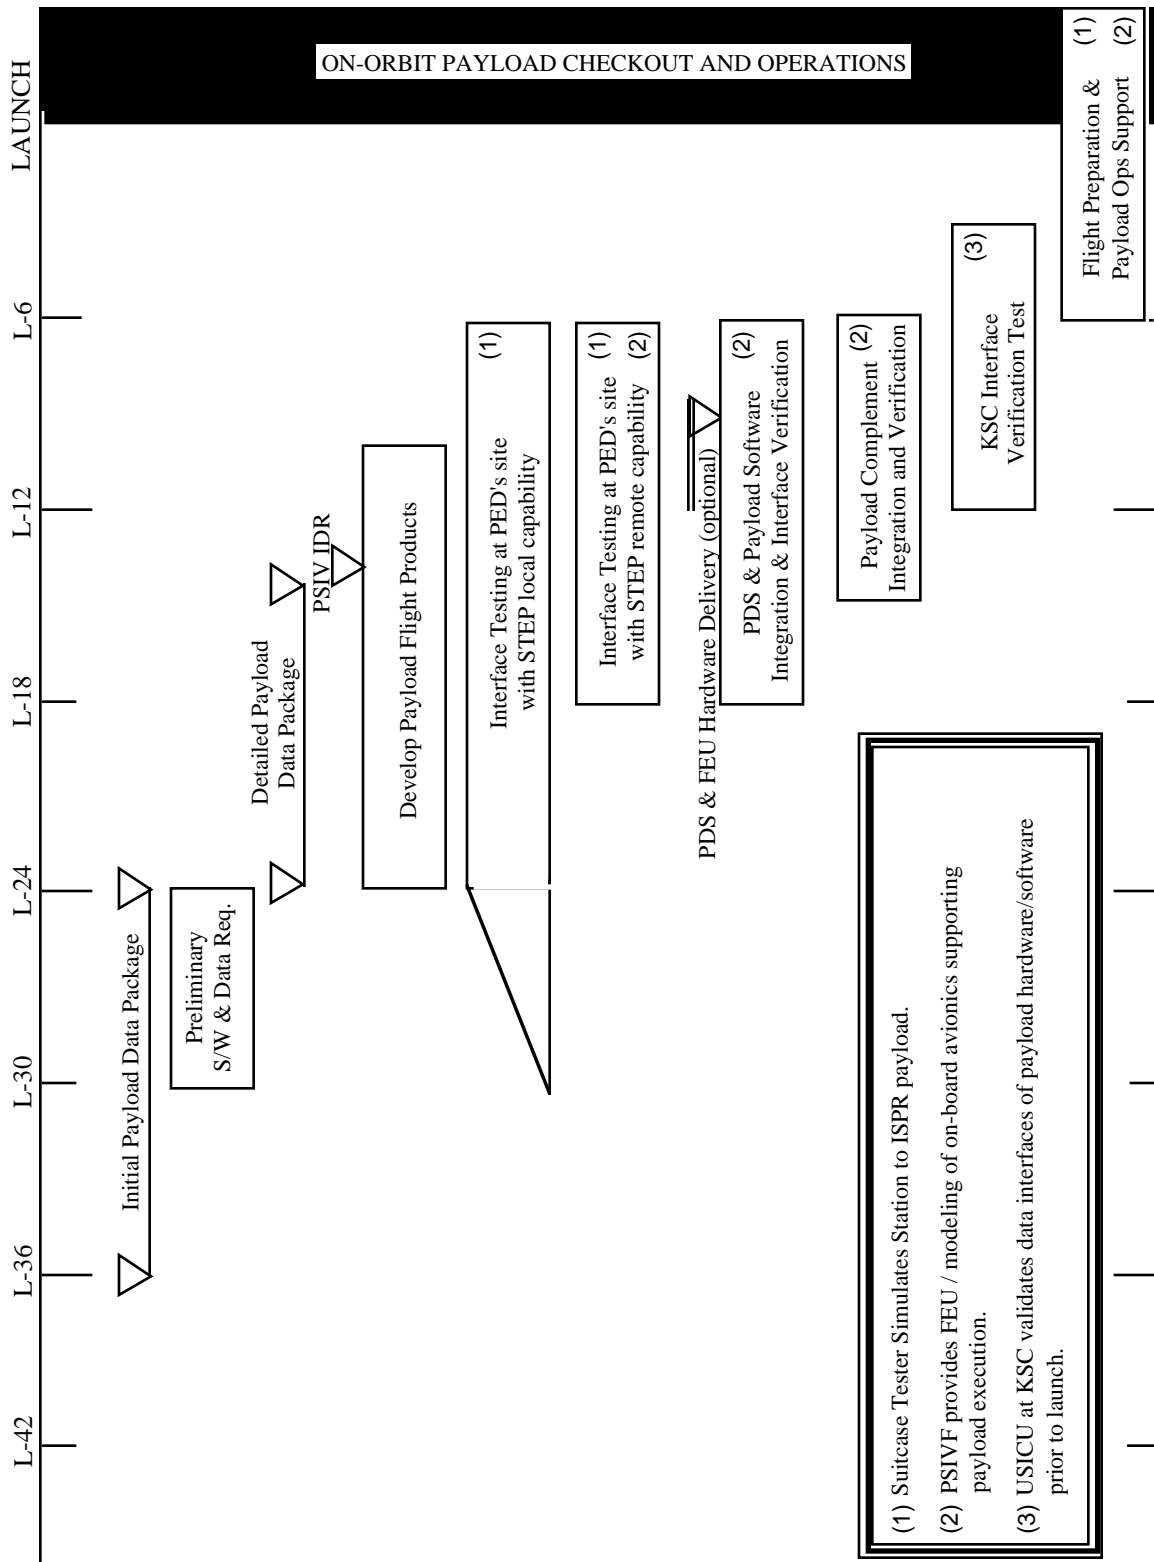 L-42
L-36
L-30
L-24
L-18
L-12
L-6
LAUNCH
Initial Payload Data Package
Preliminary
S/W & Data Req.
Detailed Payload
Data Package
PSIV IDR
Develop Payload Flight Products
Interface Testing at PED's site (1)
with STEP local capability
Interface Testing at PED's site (1)
with STEP remote capability (2)
PDS & FEU Hardware Delivery (optional)
PDS & Payload Software (2)
Integration & Interface Verification
Payload Complement (2)
Integration and Verification
KSC Interface (3)
Verification Test
Flight Preparation & (1)
Payload Ops Support (2)
ON-ORBIT PAYLOAD CHECKOUT AND OPERATIONS
(1) Suitcase Tester Simulates Station to ISPR payload.
(2) PSIVF provides FEU / modeling of on-board avionics supporting
payload execution.
(3) USICU at KSC validates data interfaces of payload hardware/software
prior to launch.